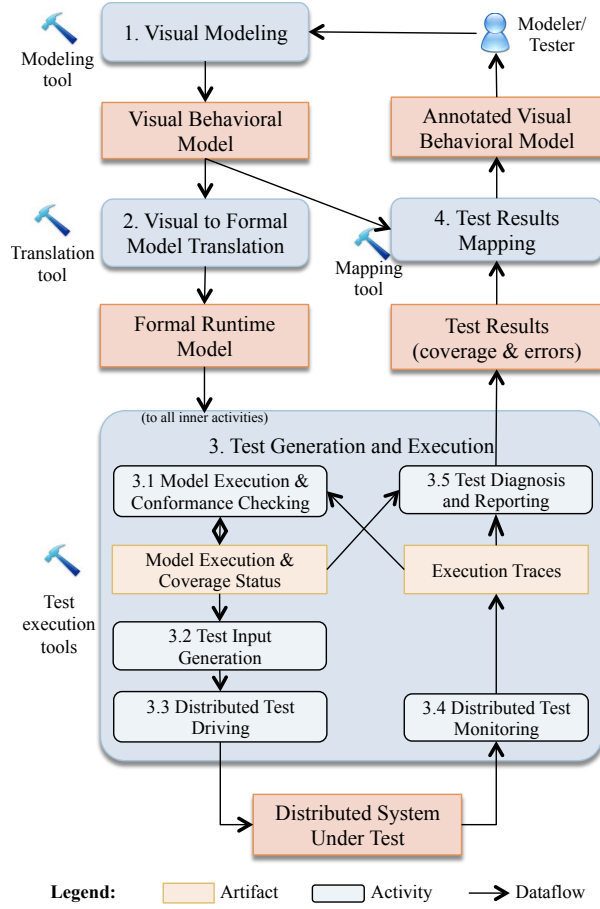 1. Visual Modeling
Modeler/
Tester
Modeling
tool
Visual Behavioral
Model
Annotated Visual
Behavioral Model
2. Visual to Formal
Model Translation
4. Test Results
Mapping
Translation
tool
Mapping
tool
Formal Runtime
Model
Test Results
(coverage & errors)
(to all inner activities)
3. Test Generation and Execution
3.1 Model Execution &
Conformance Checking
3.5 Test Diagnosis
and Reporting
Model Execution &
Coverage Status
Execution Traces
Test
execution
tools
3.2 Test Input
Generation
3.3 Distributed Test
Driving
3.4 Distributed Test
Monitoring
Distributed System
Under Test
Legend:
Artifact
Activity
Dataflow